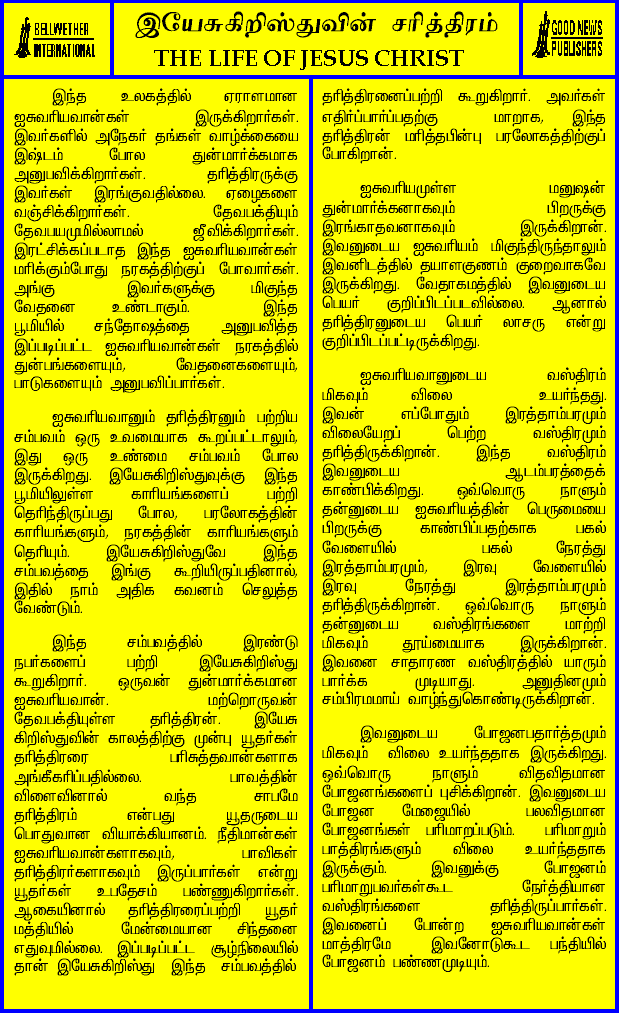 BELLWETHER
INTERNATIONAL
இயேசுகிறிஸ்துவின் சரித்திரம்
THE LIFE OF JESUS CHRIST
GOOD NEWS
PUBLISHERS
இந்த உலகத்தில் ஏராளமான
ஐசுவரியவான்கள் இருக்கிறார்கள்.
இவர்களில் அநேகர் தங்கள் வாழ்க்கையை
இஷ்டம் போல துன்மார்க்கமாக
அனுபவிக்கிறார்கள். தரித்திரருக்கு
இவர்கள் இரங்குவதில்லை. ஏழைகளை
வஞ்சிக்கிறார்கள். தேவபக்தியும்
தேவபயமுமில்லாமல் ஜீவிக்கிறார்கள்.
இரட்சிக்கப்படாத இந்த ஐசுவரியவான்கள்
மரிக்கும்போது நரகத்திற்குப் போவார்கள்.
அங்கு இவர்களுக்கு மிகுந்த
வேதனை உண்டாகும். இந்த
பூமியில் சந்தோஷத்தை அனுபவித்த
இப்படிப்பட்ட ஐசுவரியவான்கள் நரகத்தில்
துன்பங்களையும், வேதனைகளையும்,
பாடுகளையும் அனுபவிப்பார்கள்.
ஐசுவரியவானும் தரித்திரனும் பற்றிய
சம்பவம் ஒரு உவமையாக கூறப்பட்டாலும்,
இது ஒரு உண்மை சம்பவம் போல
இருக்கிறது. இயேசுகிறிஸ்துவுக்கு இந்த
பூமியிலுள்ள காரியங்களைப் பற்றி
தெரிந்திருப்பது போல, பரலோகத்தின்
காரியங்களும், நரகத்தின் காரியங்களும்
தெரியும். இயேசுகிறிஸ்துவே இந்த
சம்பவத்தை இங்கு கூறியிருப்பதினால்,
இதில் நாம் அதிக கவனம் செலுத்த
வேண்டும்.
இந்த சம்பவத்தில் இரண்டு
நபர்களைப் பற்றி இயேசுகிறிஸ்து
கூறுகிறார். ஒருவன் துன்மார்க்கமான
ஐசுவரியவான். மற்றொருவன்
தேவபக்தியுள்ள தரித்திரன். இயேசு
கிறிஸ்துவின் காலத்திற்கு முன்பு யூதர்கள்
தரித்திரரை பரிசுத்தவான்களாக
அங்கீகரிப்பதில்லை. பாவத்தின்
விளைவினால் வந்த சாபமே
தரித்திரம் என்பது யூதருடைய
பொதுவான வியாக்கியானம். நீதிமான்கள்
ஐசுவரியவான்களாகவும், பாவிகள்
தரித்திரர்களாகவும் இருப்பார்கள் என்று
யூதர்கள் உபதேசம் பண்ணுகிறார்கள்.
ஆகையினால் தரித்திரரைப்பற்றி யூதர்
மத்தியில் மேன்மையான சிந்தனை
எதுவுமில்லை. இப்படிப்பட்ட சூழ்நிலையில்
தான் இயேசுகிறிஸ்து இந்த சம்பவத்தில்
தரித்திரனைப்பற்றி கூறுகிறார். அவர்கள்
எதிர்ப்பார்ப்பதற்கு மாறாக, இந்த
தரித்திரன் மரித்தபின்பு பரலோகத்திற்குப்
போகிறான்.
ஐசுவரியமுள்ள மனுஷன்
துன்மார்க்கனாகவும் பிறருக்கு
இரங்காதவனாகவும் இருக்கிறான்.
இவனுடைய ஐசுவரியம் மிகுந்திருந்தாலும்
இவனிடத்தில் தயாளகுணம் குறைவாகவே
இருக்கிறது. வேதாகமத்தில் இவனுடைய
பெயர் குறிப்பிடப்படவில்லை. ஆனால்
தரித்திரனுடைய பெயர் லாசரு என்று
குறிப்பிடப்பட்டிருக்கிறது.
ஐசுவரியவானுடைய வஸ்திரம்
மிகவும் விலை உயர்ந்தது.
இவன் எப்போதும் இரத்தாம்பரமும்
விலையேறப் பெற்ற வஸ்திரமும்
தரித்திருக்கிறான். இந்த வஸ்திரம்
இவனுடைய ஆடம்பரத்தைக்
காண்பிக்கிறது. ஒவ்வொரு நாளும்
தன்னுடைய ஐசுவரியத்தின் பெருமையை
பிறருக்கு காண்பிப்பதற்காக பகல்
வேளையில் பகல் நேரத்து
இரத்தாம்பரமும், இரவு வேளையில்
இரவு நேரத்து இரத்தாம்பரமும்
தரித்திருக்கிறான். ஒவ்வொரு நாளும்
தன்னுடைய வஸ்திரங்களை மாற்றி
மிகவும் தூய்மையாக இருக்கிறான்.
இவனை சாதாரண வஸ்திரத்தில் யாரும்
பார்க்க முடியாது. அனுதினமும்
சம்பிரமமாய் வாழ்ந்துகொண்டிருக்கிறான்.
இவனுடைய போஜனபதார்த்தமும்
மிகவும் விலை உயர்ந்ததாக இருக்கிறது.
ஒவ்வொரு நாளும் விதவிதமான
போஜனங்களைப் புசிக்கிறான். இவனுடைய
போஜன மேஜையில் பலவிதமான
போஜனங்கள் பரிமாறப்படும். பரிமாறும்
பாத்திரங்களும் விலை உயர்ந்ததாக
இருக்கும். இவனுக்கு போஜனம்
பரிமாறுபவர்கள்கூட நேர்த்தியான
வஸ்திரங்களை தரித்திருப்பார்கள்.
இவனைப் போன்ற ஐசுவரியவான்கள்
மாத்திரமே இவனோடுகூட பந்தியில்
போஜனம் பண்ணமுடியும்.